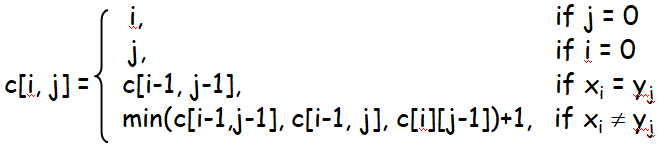 i, if j = 0
j, if i = 0
c[i, j] = c[i-1, j-1], if xᵢ = yⱼ
min(c[i-1,j-1], c[i-1, j], c[i][j-1])+1, if xᵢ ≠ yⱼ